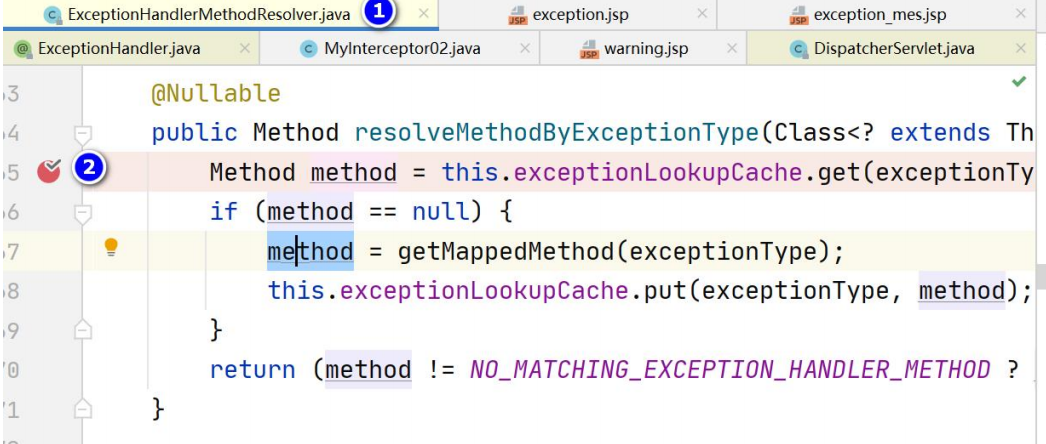 ExceptionHandlerMethodResolver.java 1 exception.jsp exception_mes.jsp
ExceptionHandler.java MyInterceptor02.java warning.jsp DispatcherServlet.java
3 @Nullable
4 public Method resolveMethodByExceptionType(Class<? extends Th
5 2 Method method = this.exceptionLookupCache.get(exceptionTy
6 if (method == null) {
7 method = getMappedMethod(exceptionType);
8 this.exceptionLookupCache.put(exceptionType, method);
9 }
70 return (method != NO_MATCHING_EXCEPTION_HANDLER_METHOD ?
71 }